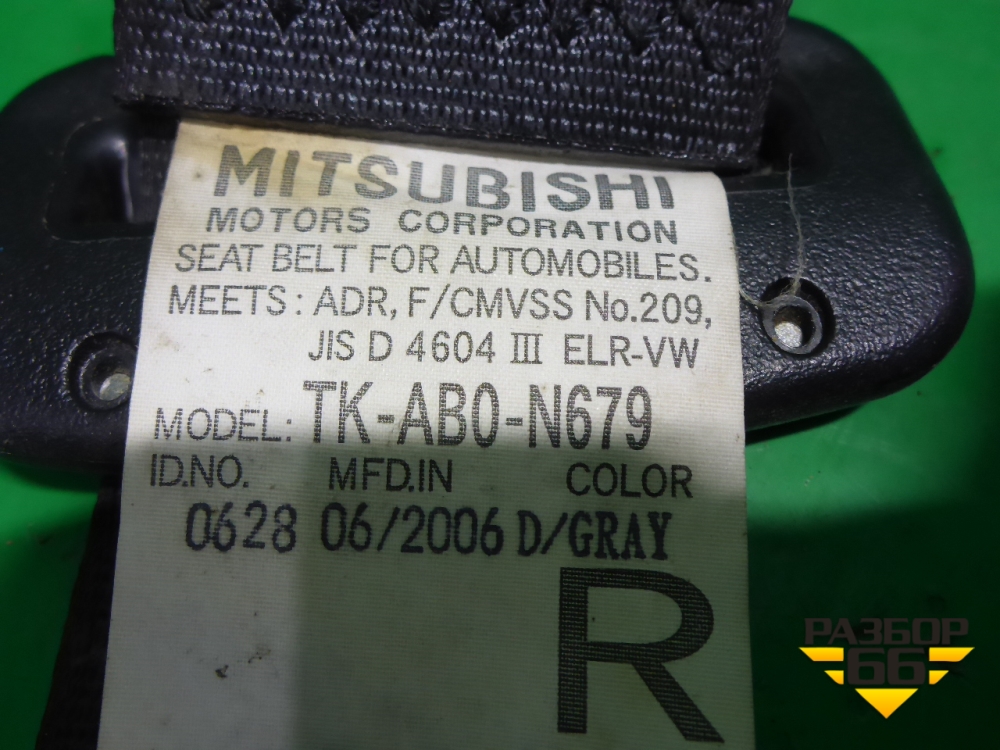 MITSUBISHI
MOTORS CORPORATION
SEAT BELT FOR AUTOMOBILES.
MEETS: ADR, F/CMVSS No.209,
JIS D 4604 III ELR-VW
MODEL: TK-AB0-N679
ID.NO. MFD.IN COLOR
0628 06/2006 D/GRAY
R
РАЗБОР
66